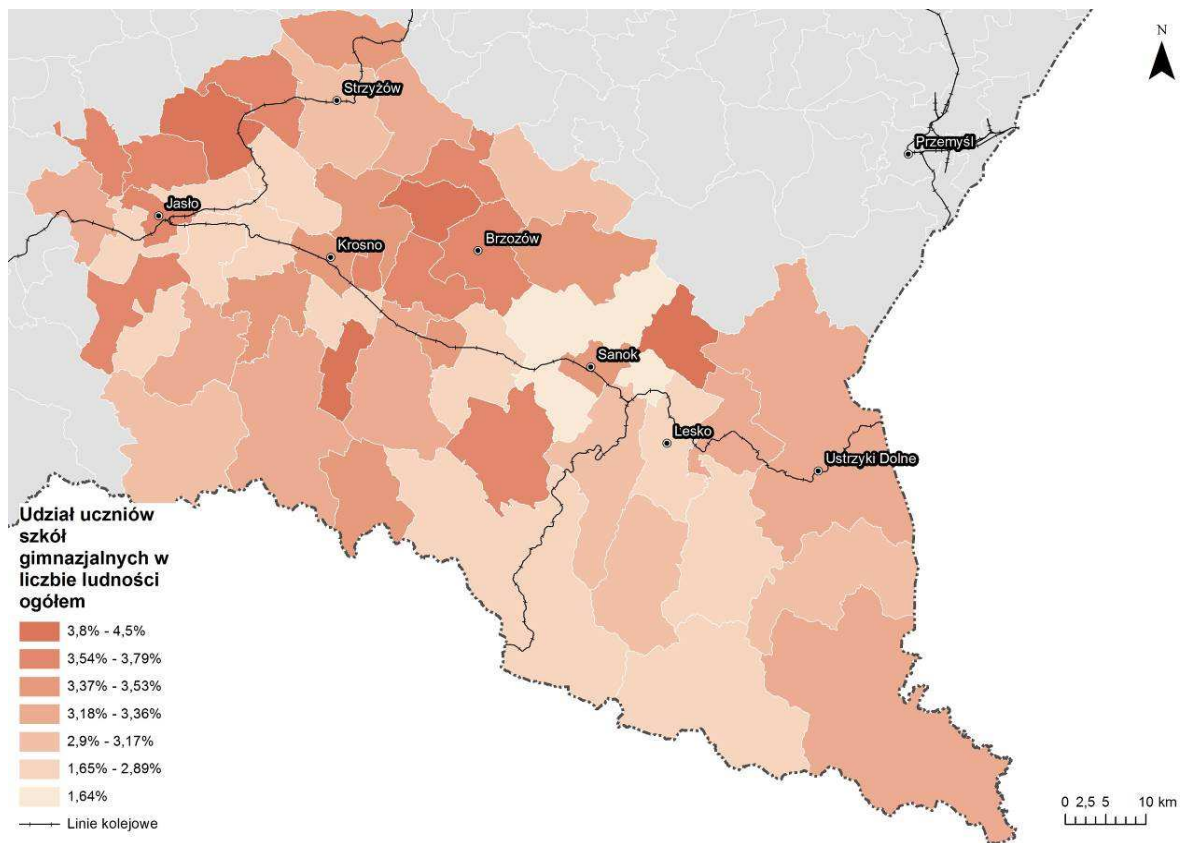 N
Strzyżów
Przemyśl
Jasło
Krosno
Brzozów
Sanok
Lesko
Ustrzyki Dolne
Udział uczniów
szkół
gimnazjalnych w
liczbie ludności
ogółem
3,8% - 4,5%
3,54% - 3,79%
3,37% - 3,53%
3,18% - 3,36%
2,9% - 3,17%
1,65% - 2,89%
1,64%
Linie kolejowe
0 2,5 5 10 km